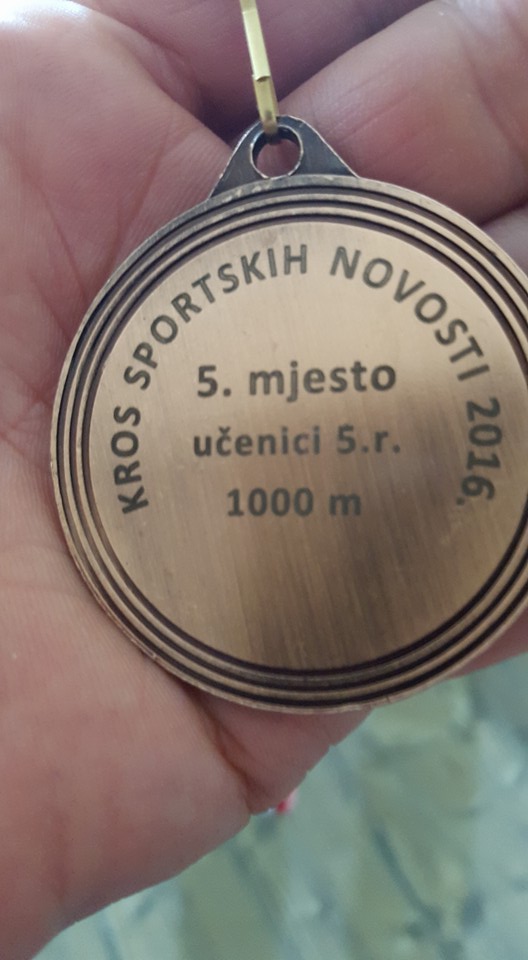 KROS SPORTSKIH NOVOSTI 2016.
5. mjesto
učenici 5.r.
1000 m